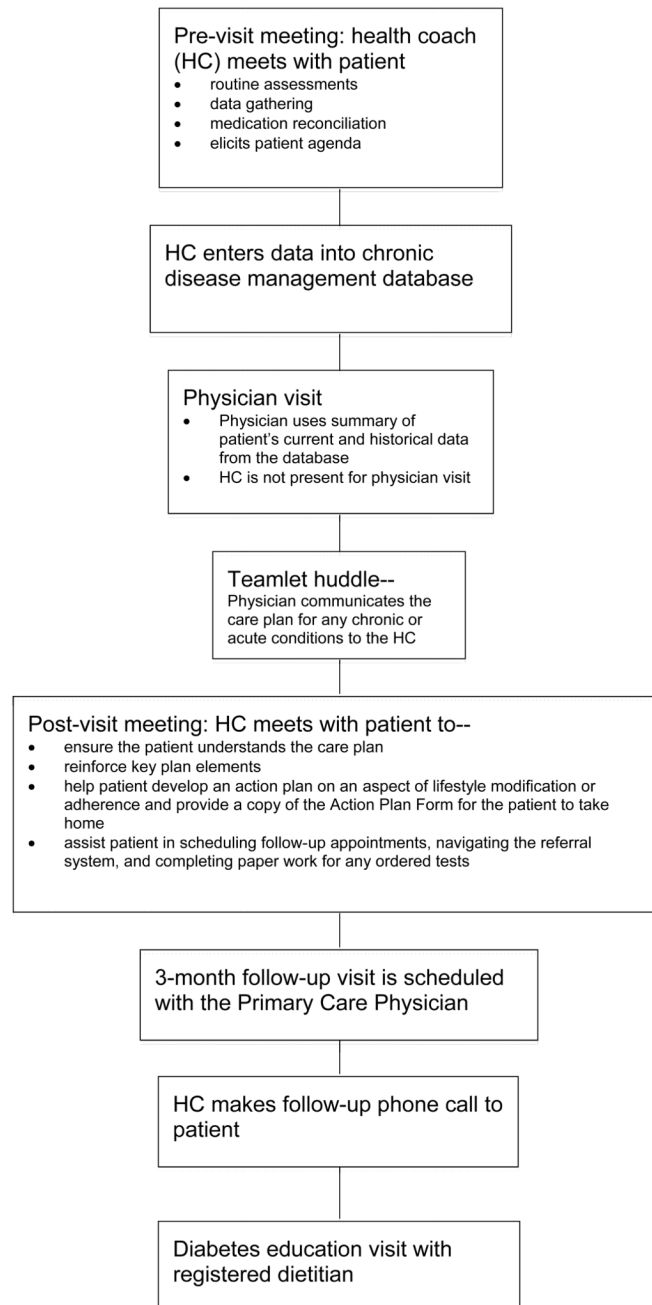 Pre-visit meeting: health coach
(HC) meets with patient
• routine assessments
• data gathering
• medication reconciliation
• elicits patient agenda
HC enters data into chronic
disease management database
Physician visit
• Physician uses summary of
patient’s current and historical data
from the database
• HC is not present for physician visit
Teamlet huddle--
Physician communicates the
care plan for any chronic or
acute conditions to the HC
Post-visit meeting: HC meets with patient to--
• ensure the patient understands the care plan
• reinforce key plan elements
• help patient develop an action plan on an aspect of lifestyle modification or
adherence and provide a copy of the Action Plan Form for the patient to take
home
• assist patient in scheduling follow-up appointments, navigating the referral
system, and completing paper work for any ordered tests
3-month follow-up visit is scheduled
with the Primary Care Physician
HC makes follow-up phone call to
patient
Diabetes education visit with
registered dietitian